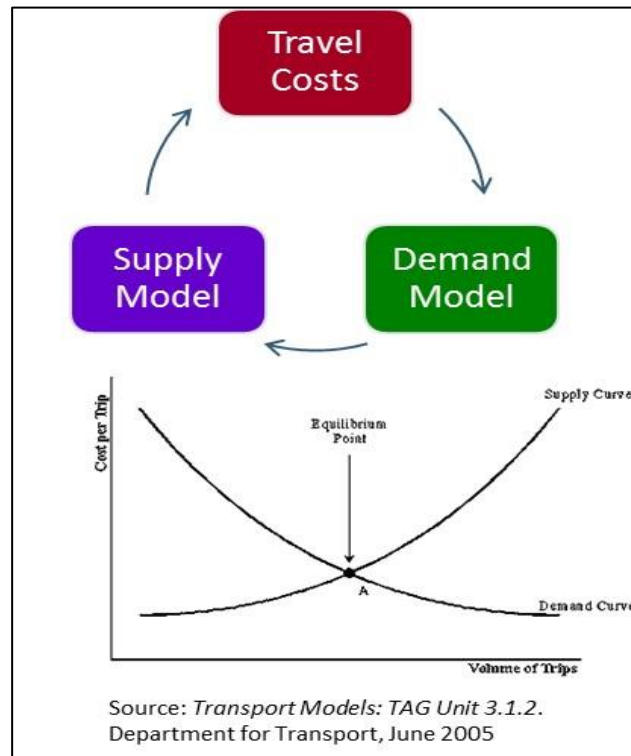 Travel
Costs
Supply
Model
Demand
Model
Cost per Trip
Supply Curve
Equilibrium
Point
A
Demand Curve
Volume of Trips
Source: Transport Models: TAG Unit 3.1.2.
Department for Transport, June 2005